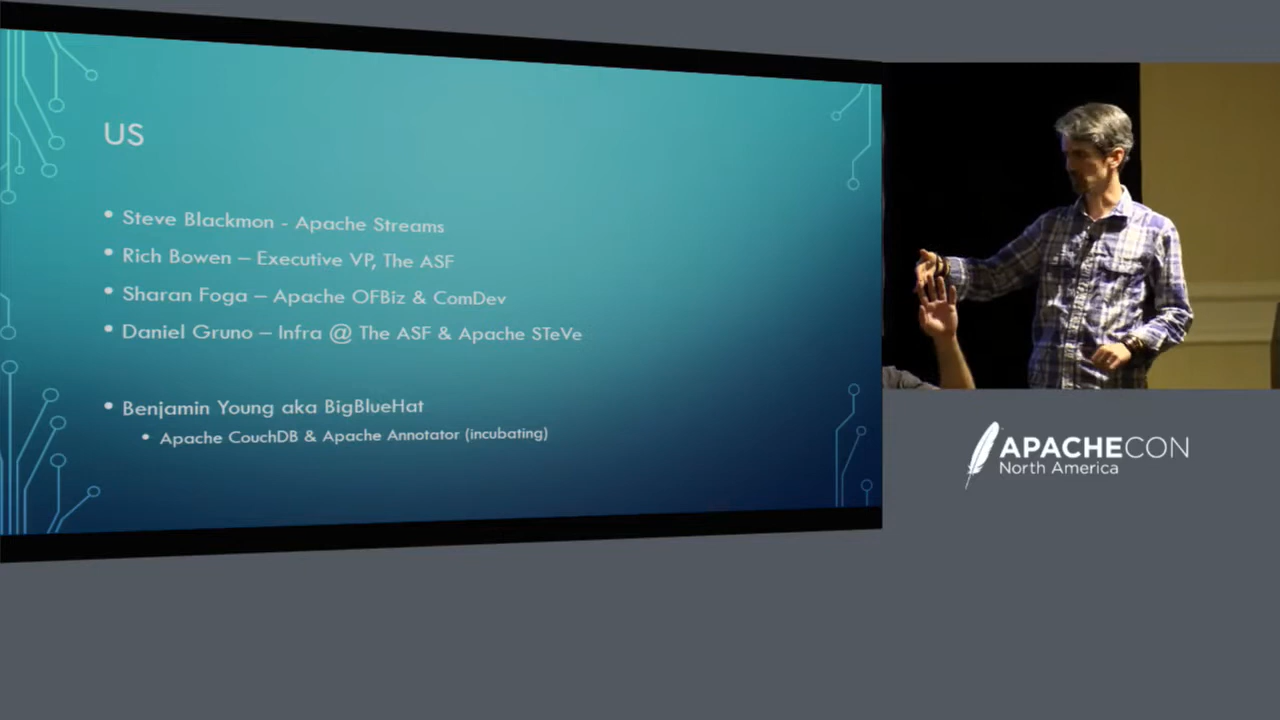 US
• Steve Blackmon - Apache Streams
• Rich Bowen – Executive VP, The ASF
• Sharan Foga – Apache OFBiz & ComDev
• Daniel Gruno – Infra @ The ASF & Apache STeVe
• Benjamin Young aka BigBlueHat
• Apache CouchDB & Apache Annotator (incubating)
APACHECON
North America